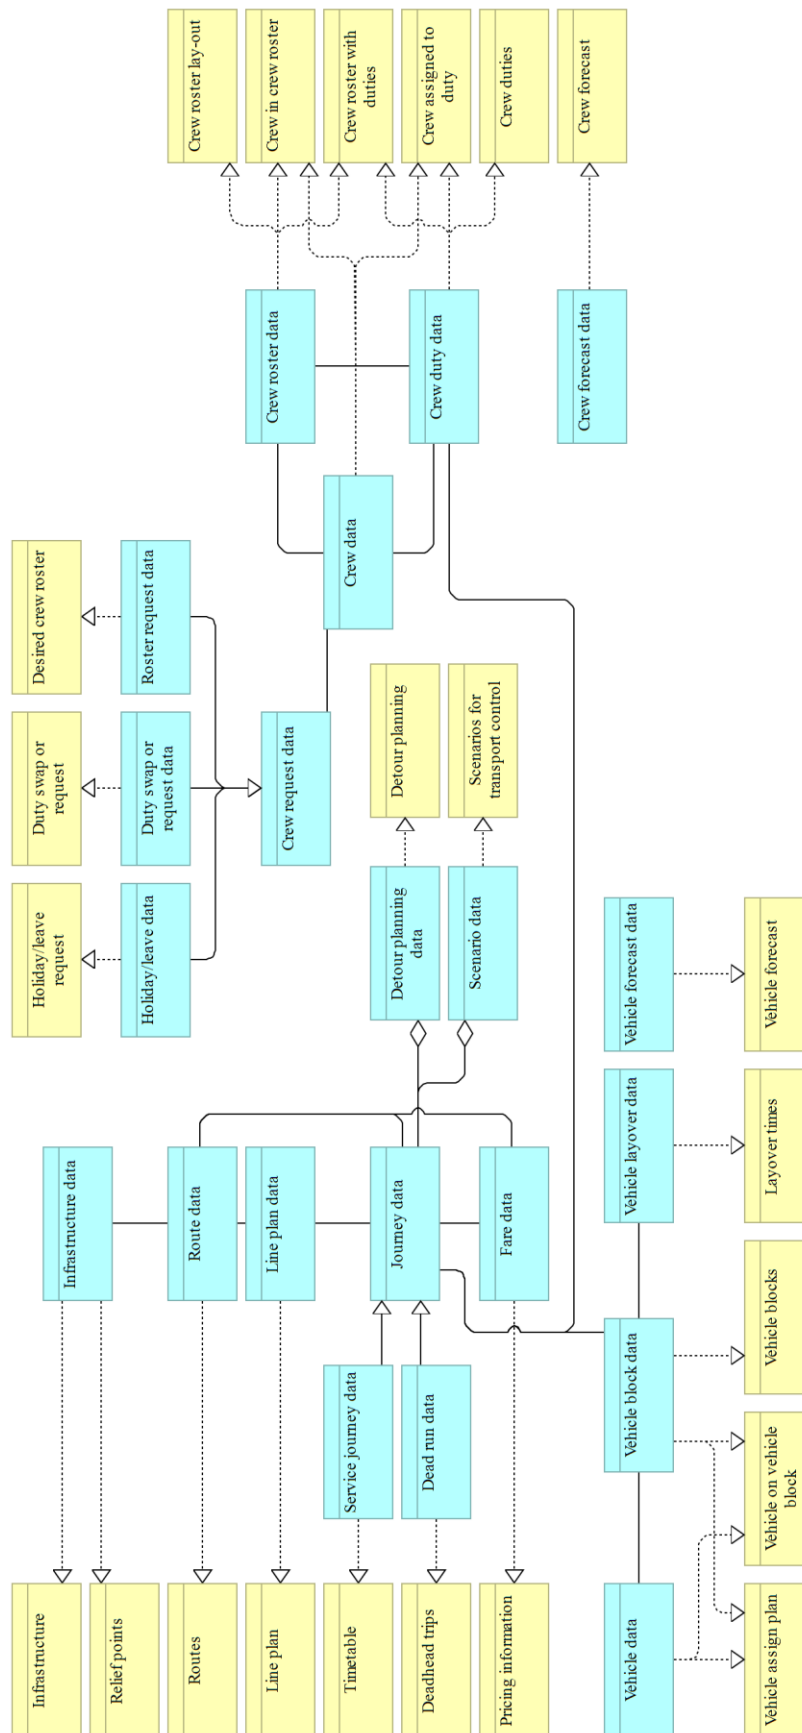 Crew roster lay-out
Crew in crew roster
Crew roster with
duties
Crew assigned to
duty
Crew duties
Crew forecast
Crew roster data
Crew duty data
Crew forecast data
Crew data
Desired crew roster
Duty swap or
request
Holiday/leave
request
Roster request data
Duty swap or
request data
Holiday/leave data
Crew request data
Detour planning
Scenarios for
transport control
Detour planning
data
Scenario data
Infrastructure data
Route data
Line plan data
Journey data
Fare data
Service journey data
Dead run data
Infrastructure
Relief points
Routes
Line plan
Timetable
Deadhead trips
Pricing information
Vehicle forecast data
Vehicle layover data
Vehicle block data
Vehicle data
Vehicle forecast
Layover times
Vehicle blocks
Vehicle on vehicle
block
Vehicle assign plan